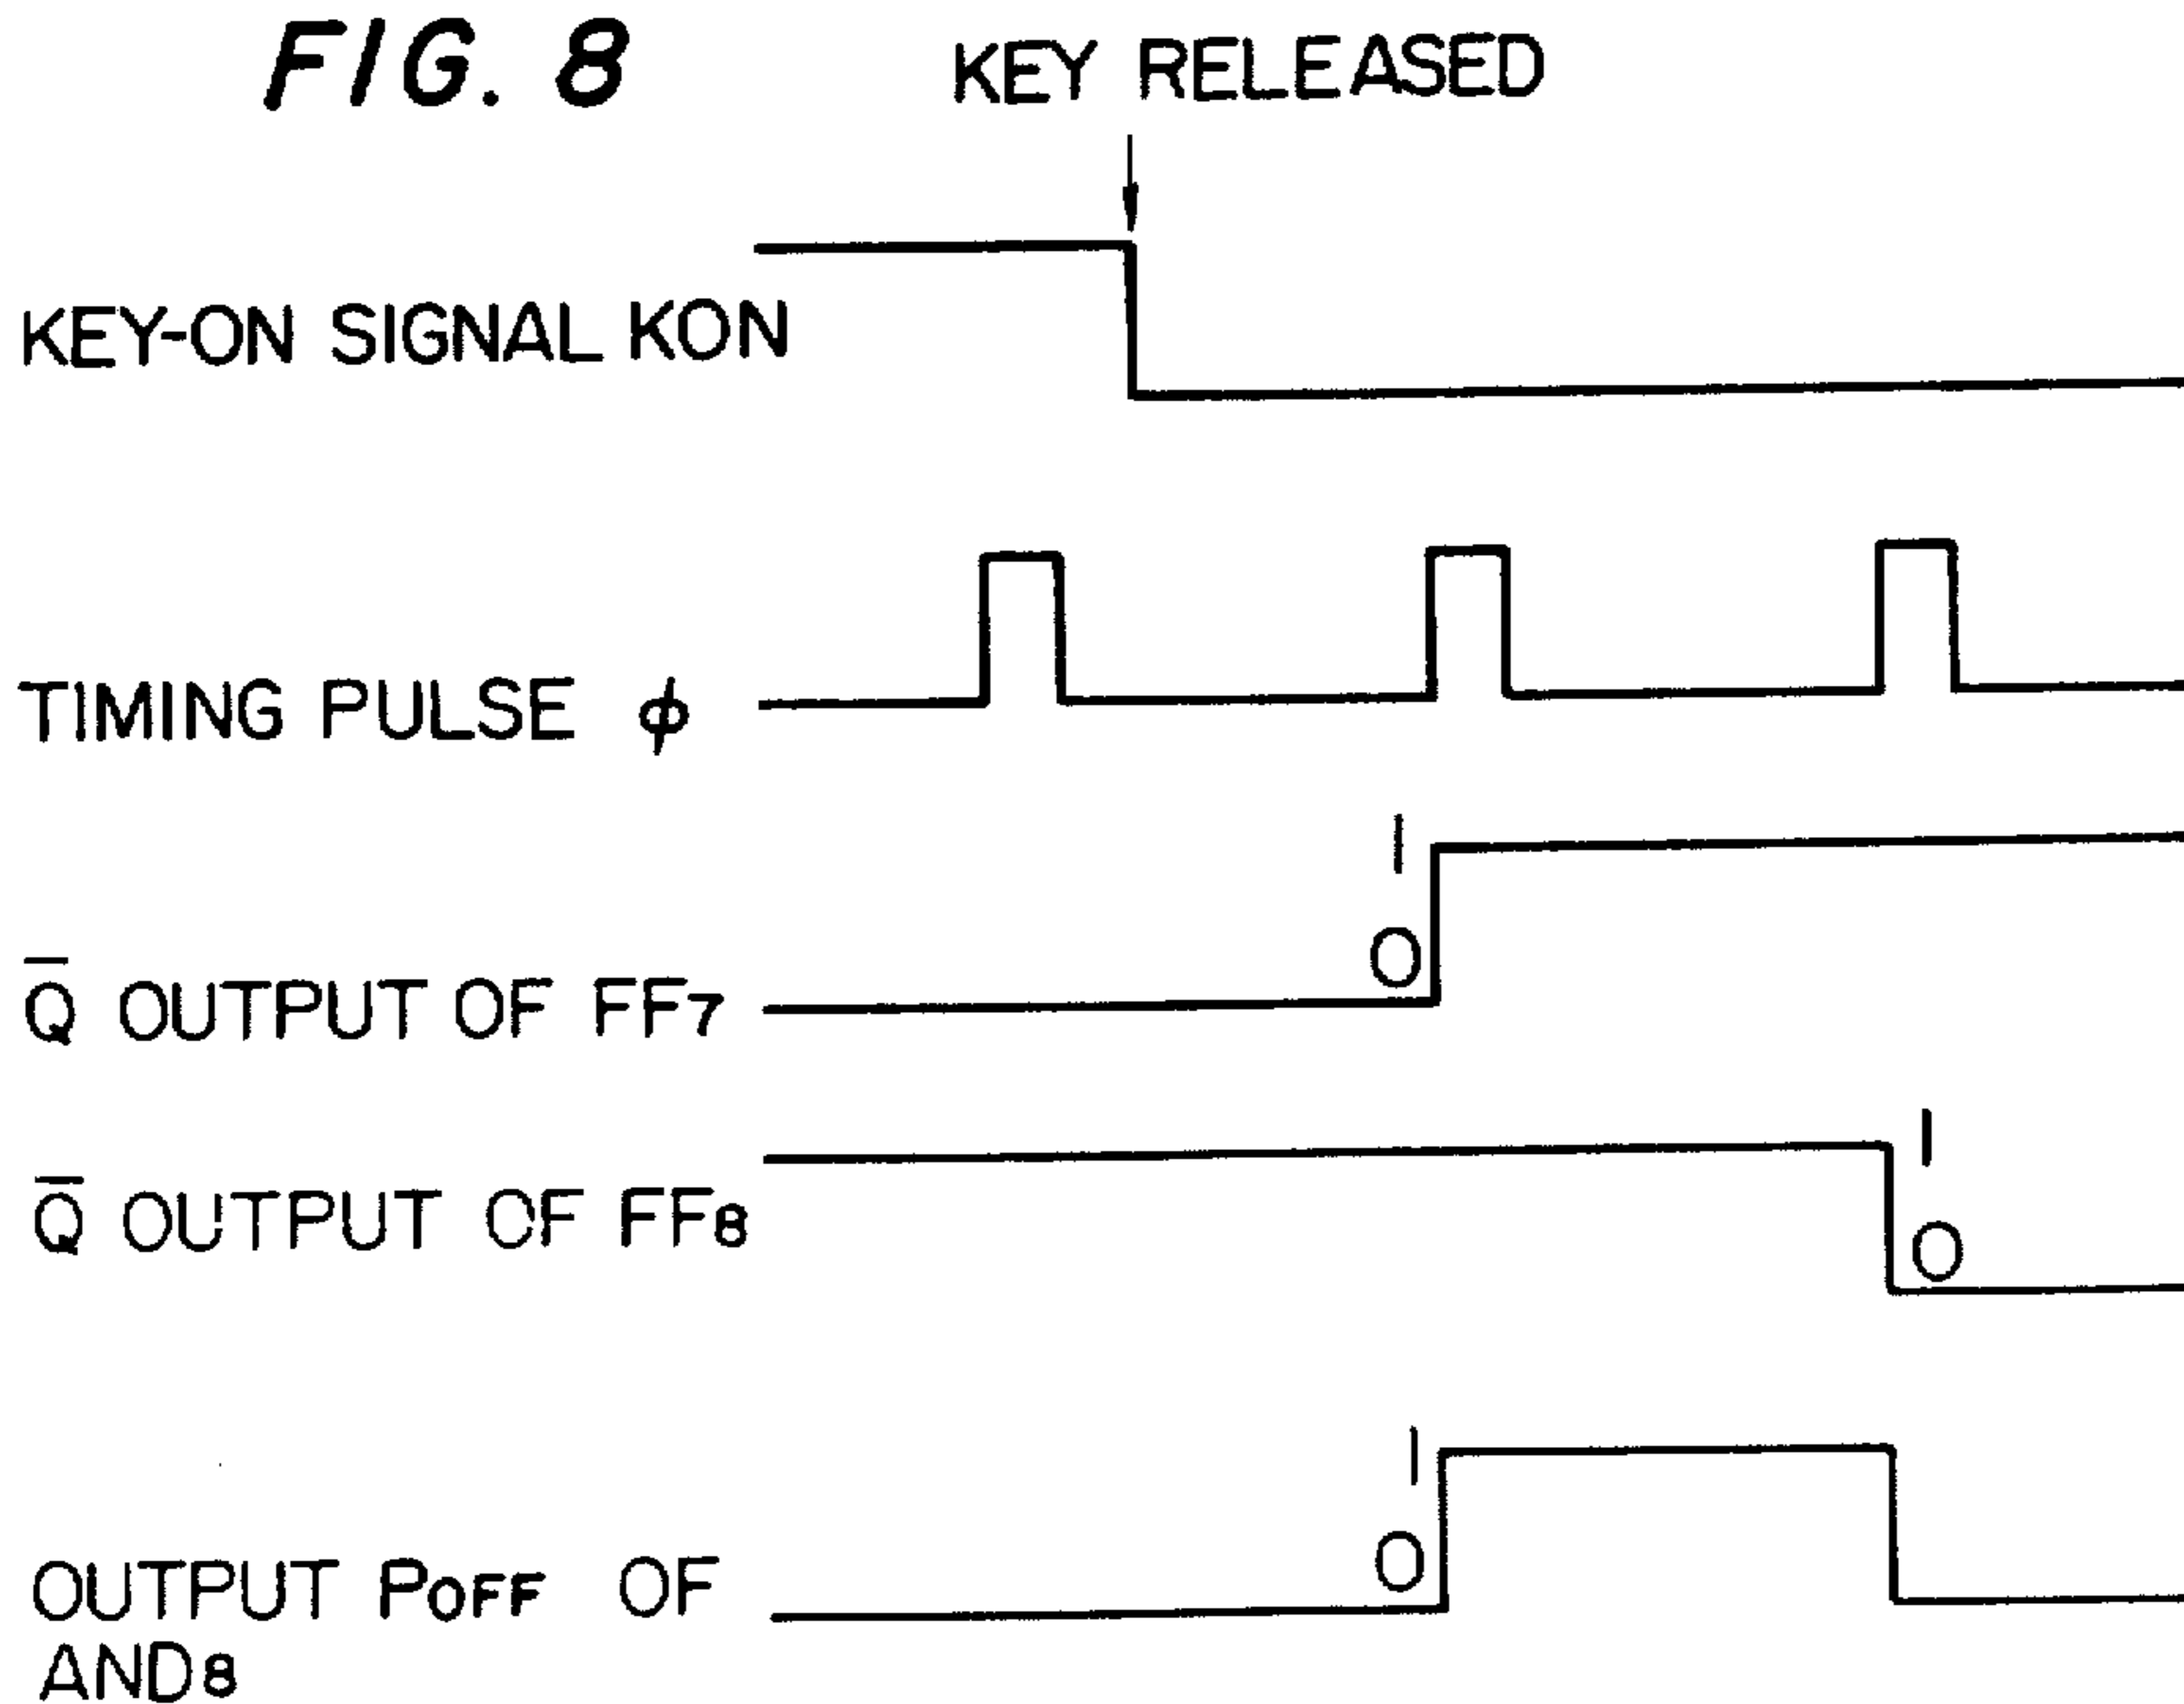 FIG. 8
KEY RELEASED
KEY-ON SIGNAL KON
TIMING PULSE ϕ
1
0
Q̅ OUTPUT OF FF7
1
Q̅ OUTPUT OF FF8
0
1
0
OUTPUT POFF OF
AND8